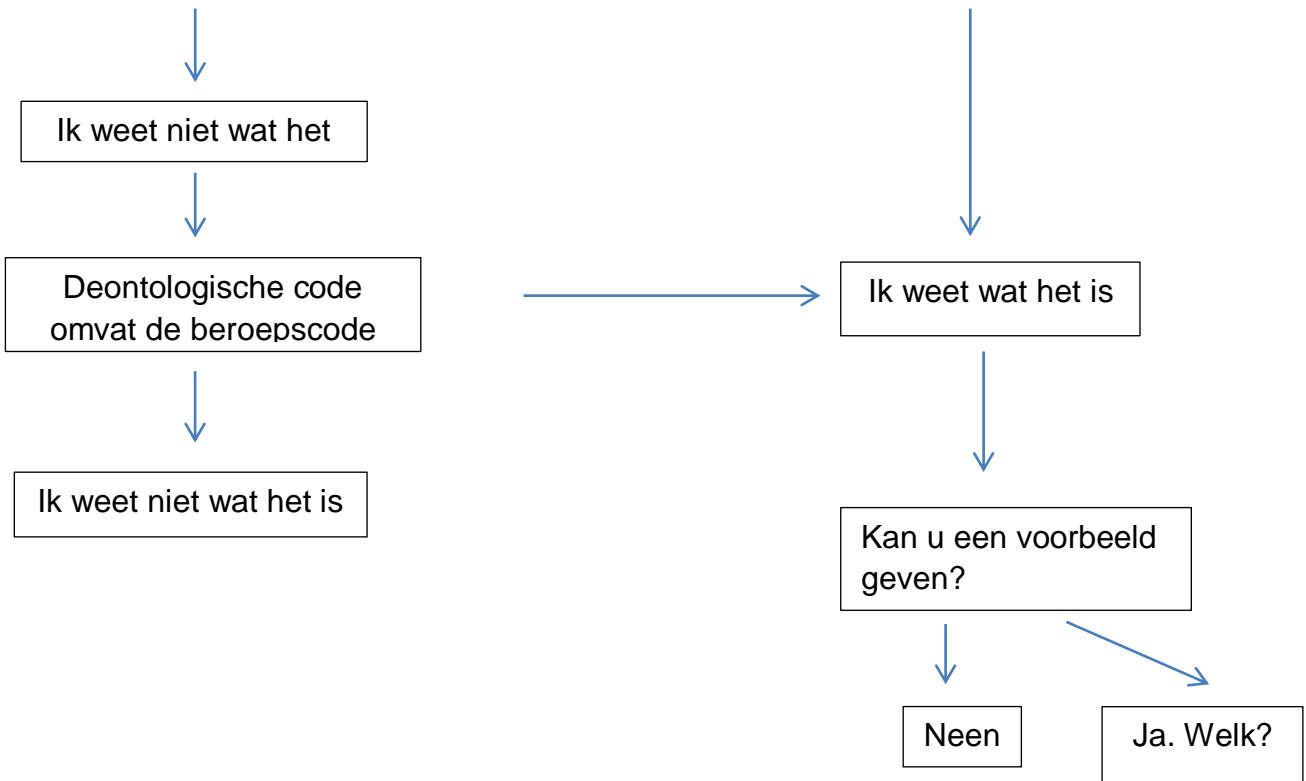 Ik weet niet wat het
Deontologische code
omvat de beroepscode
Ik weet wat het is
Ik weet niet wat het is
Kan u een voorbeeld
geven?
Neen
Ja. Welk?